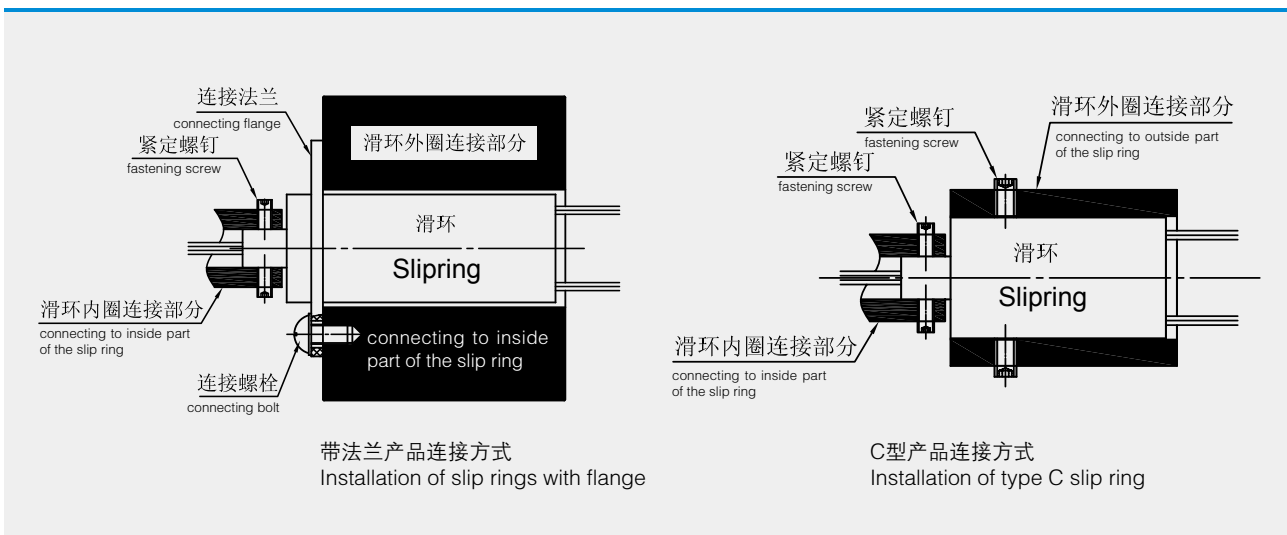 连接法兰
connecting flange
紧定螺钉
fastening screw
滑环外圈连接部分
滑环
Slipring
滑环内圈连接部分
connecting to inside part
of the slip ring
connecting to inside
part of the slip ring
连接螺栓
connecting bolt
带法兰产品连接方式
Installation of slip rings with flange
紧定螺钉
fastening screw
紧定螺钉
fastening screw
滑环外圈连接部分
connecting to outside part
of the slip ring
滑环
Slipring
滑环内圈连接部分
connecting to inside part
of the slip ring
C型产品连接方式
Installation of type C slip ring